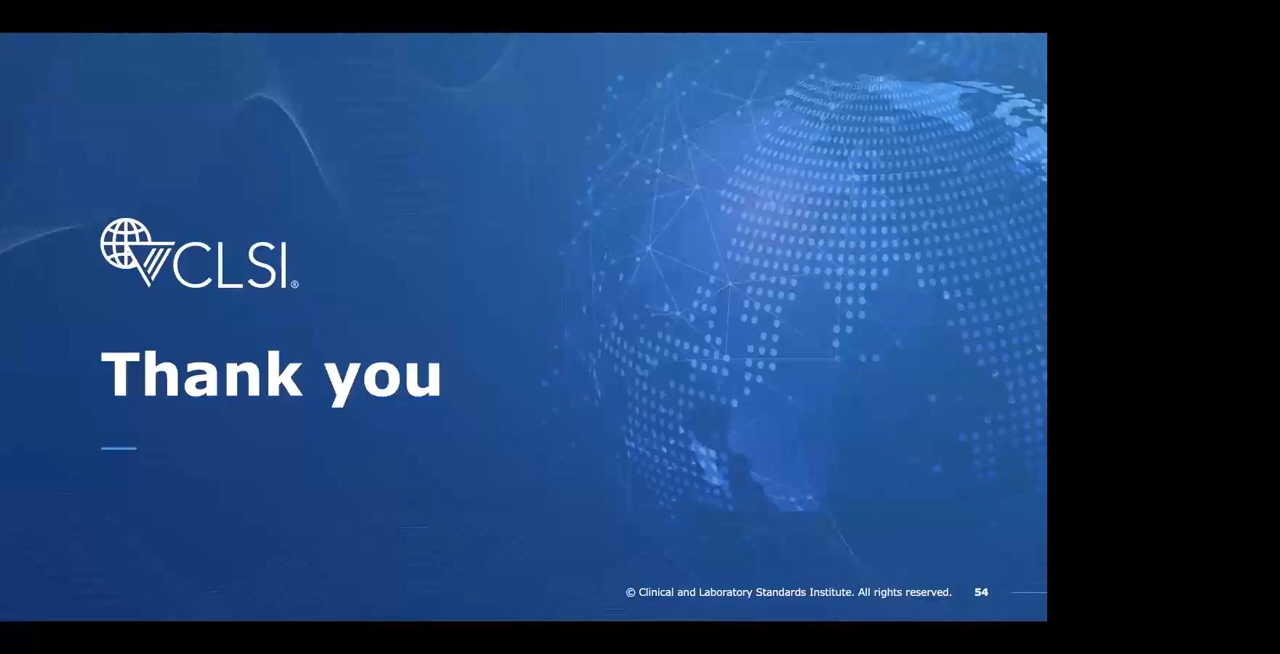 CLSI®
Thank you
© Clinical and Laboratory Standards Institute. All rights reserved. 54